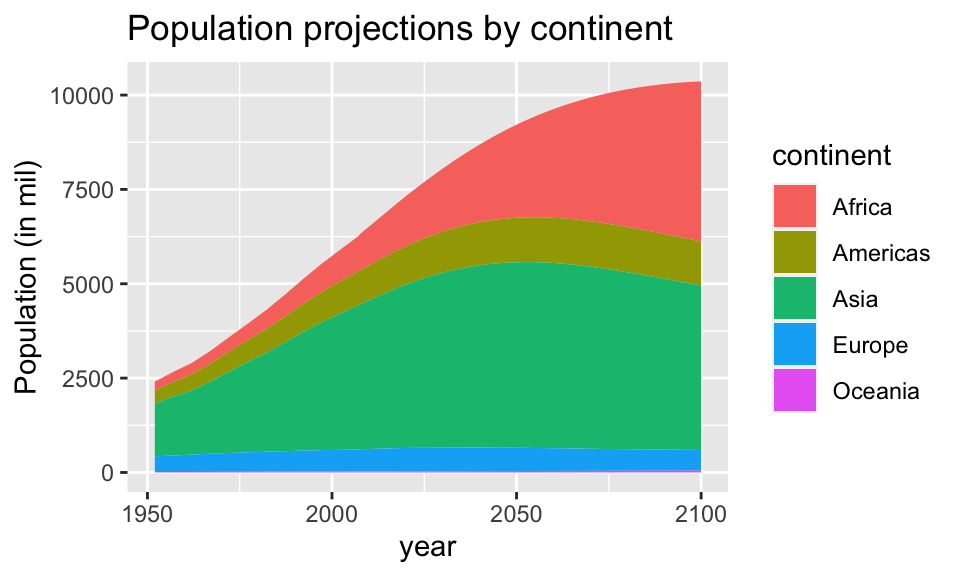 Population projections by continent
Population (in mil)
10000
7500
5000
2500
0
1950 2000 2050 2100
year
continent
Africa
Americas
Asia
Europe
Oceania